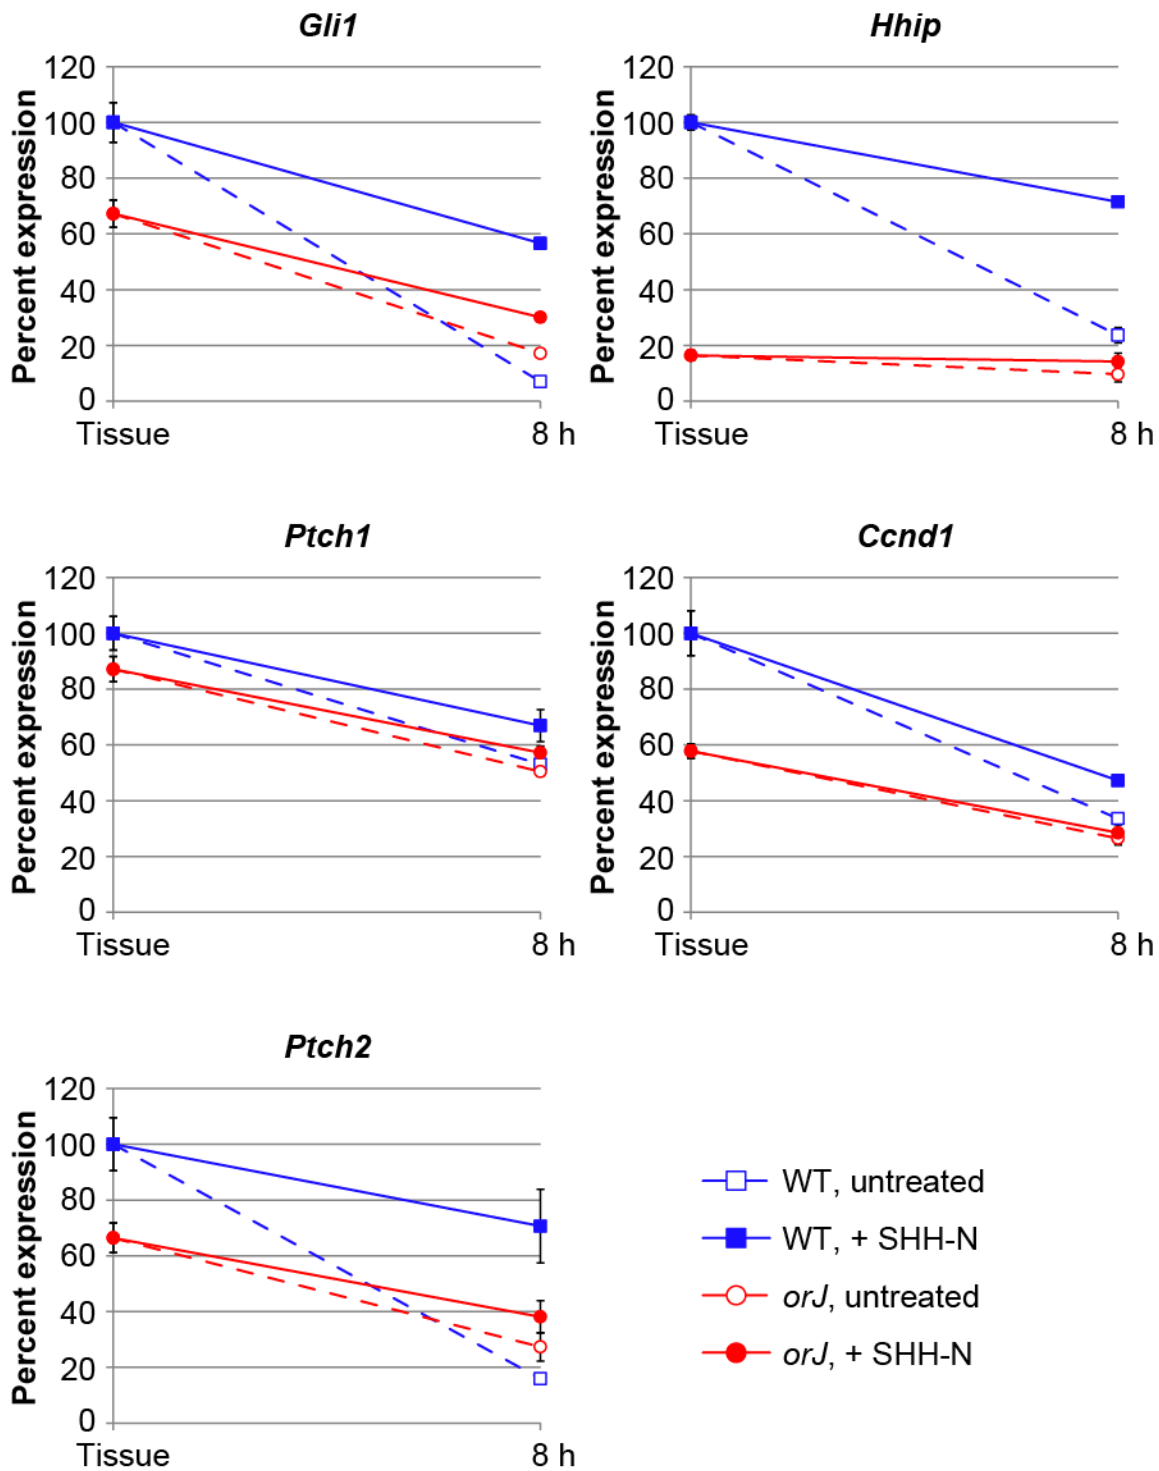 Gli1
Percent expression
120
100
80
60
40
20
0
Tissue 8 h
Hhip
Percent expression
120
100
80
60
40
20
0
Tissue 8 h
Ptch1
Percent expression
120
100
80
60
40
20
0
Tissue 8 h
Ccnd1
Percent expression
120
100
80
60
40
20
0
Tissue 8 h
Ptch2
Percent expression
120
100
80
60
40
20
0
Tissue 8 h
WT, untreated
WT, + SHH-N
orJ, untreated
orJ, + SHH-N